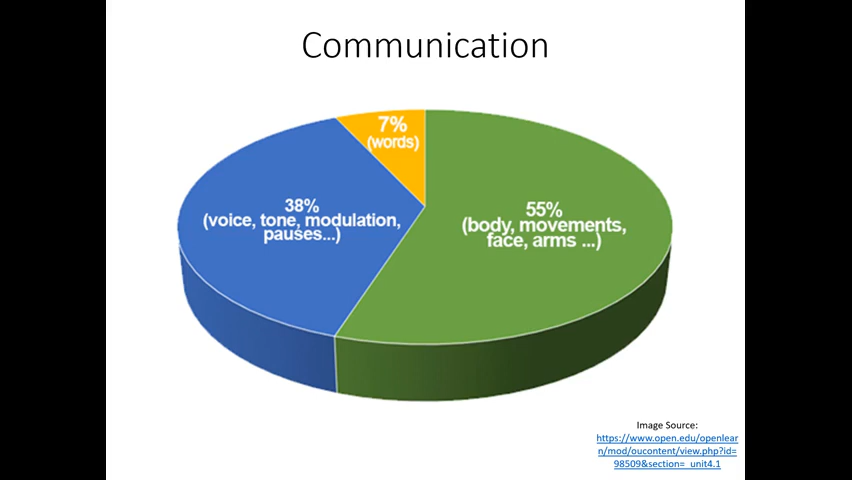 Communication
7%
(words)
38%
(voice, tone, modulation,
pauses...)
55%
(body, movements,
face, arms ...)
Image Source:
https://www.open.edu/openlear
n/mod/oucontent/view.php?id=
98509&section=_unit4.1